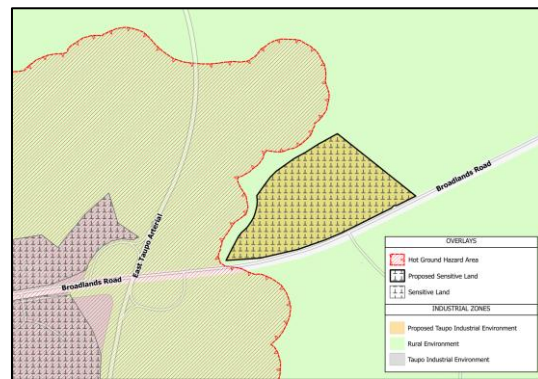 Broadlands Road
East Taupo Arterial
Broadlands Road
OVERLAYS
Hot Ground Hazard Area
Proposed Sensitive Land
Sensitive Land
INDUSTRIAL ZONES
Proposed Taupo Industrial Environment
Rural Environment
Taupo Industrial Environment